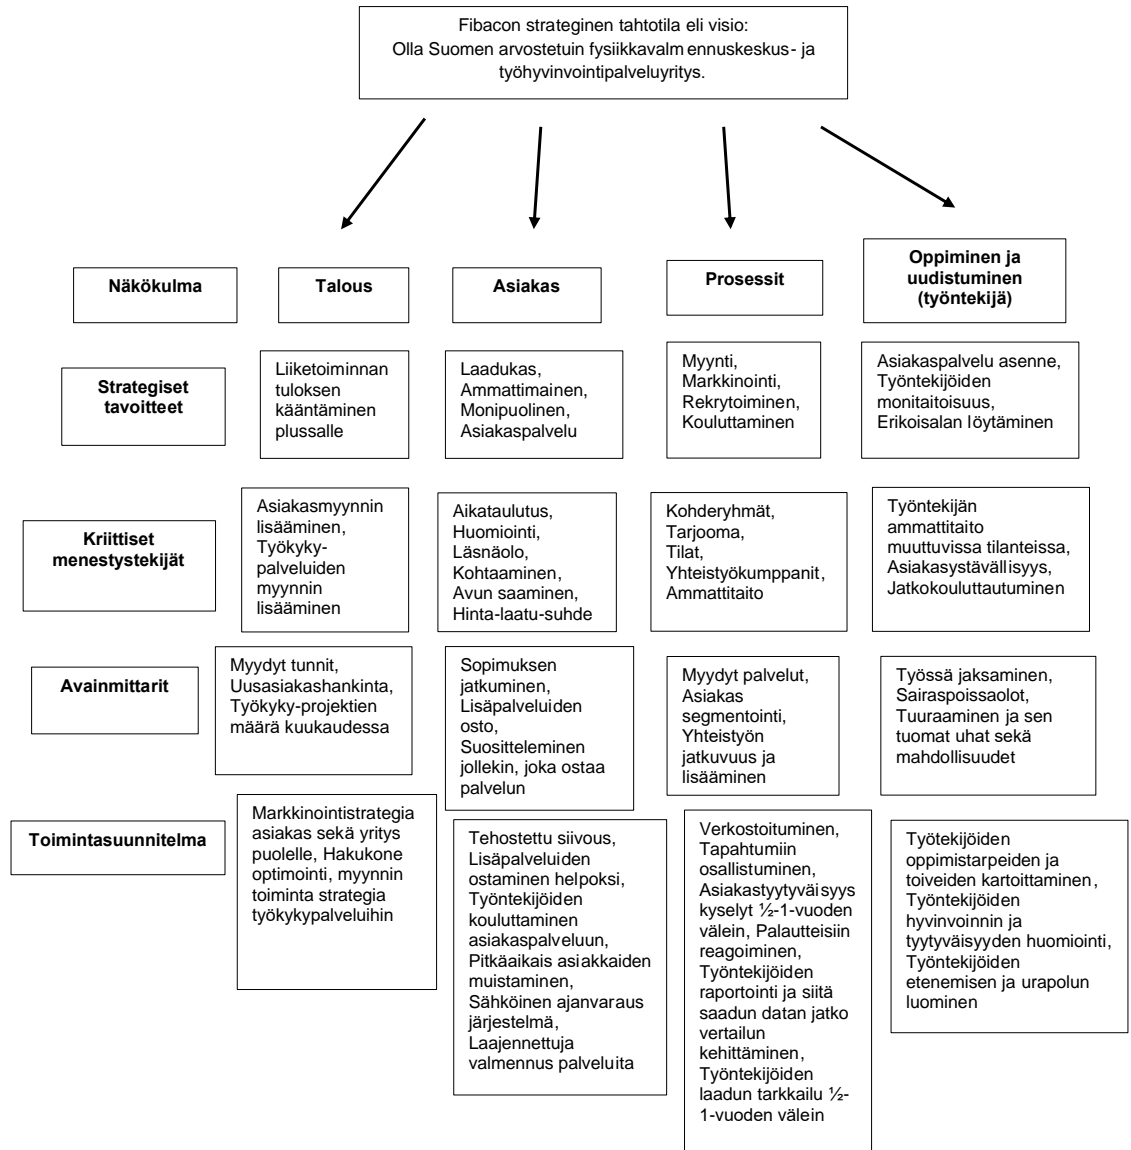 Fibacon strateginen tahtotila eli visio:
Olla Suomen arvostetuin fysiikkavalm ennuskeskus- ja
työhyvinvointipalveluyritys.
Näkökulma
Talous
Asiakas
Prosessit
Oppiminen ja
uudistuminen
(työntekijä)
Strategiset
tavoitteet
Liiketoiminnan
tuloksen
kääntäminen
plussalle
Laadukas,
Ammattimainen,
Monipuolinen,
Asiakaspalvelu
Myynti,
Markkinointi,
Rekrytoiminen,
Kouluttaminen
Asiakaspalvelu asenne,
Työntekijöiden
monitaitoisuus,
Erikoisalan löytäminen
Kriittiset
menestystekijät
Asiakasmyynnin
lisääminen,
Työkyky-
palveluiden
myynnin
lisääminen
Aikataulutus,
Huomiointi,
Läsnäolo,
Kohtaaminen,
Avun saaminen,
Hinta-laatu-suhde
Kohderyhmät,
Tarjooma,
Tilat,
Yhteistyökumppanit,
Ammattitaito
Työntekijän
ammattitaito
muuttuvissa tilanteissa,
Asiakasystävällisyys,
Jatkokouluttautuminen
Avainmittarit
Myydyt tunnit,
Uusasiakashankinta,
Työkyky-projektien
määrä kuukaudessa
Sopimuksen
jatkuminen,
Lisäpalveluiden
osto,
Suositteleminen
jollekin, joka ostaa
palvelun
Myydyt palvelut,
Asiakas
segmentointi,
Yhteistyön
jatkuvuus ja
lisääminen
Työssä jaksaminen,
Sairaspoissaolot,
Tuuraaminen ja sen
tuomat uhat sekä
mahdollisuudet
Toimintasuunnitelma
Markkinointistrategia
asiakas sekä yritys
puolelle, Hakukone
optimointi, myynnin
toiminta strategia
työkykypalveluihin
Tehostettu siivous,
Lisäpalveluiden
ostaminen helpoksi,
Työntekijöiden
kouluttaminen
asiakaspalveluun,
Pitkäaikais asiakkaiden
muistaminen,
Sähköinen ajanvaraus
järjestelmä,
Laajennettuja
valmennus palveluita
Verkostoituminen,
Tapahtumiin
osallistuminen,
Asiakastyytyväisyys
kyselyt ½-1-vuoden
välein, Palautteisiin
reagoiminen,
Työntekijöiden
raportointi ja siitä
saadun datan jatko
vertailun
kehittäminen,
Työntekijöiden
laadun tarkkailu ½-
1-vuoden välein
Työtekijöiden
oppimistarpeiden ja
toiveiden kartoittaminen,
Työntekijöiden
hyvinvoinnin ja
tyytyväisyyden huomiointi,
Työntekijöiden
etenemisen ja urapolun
luominen